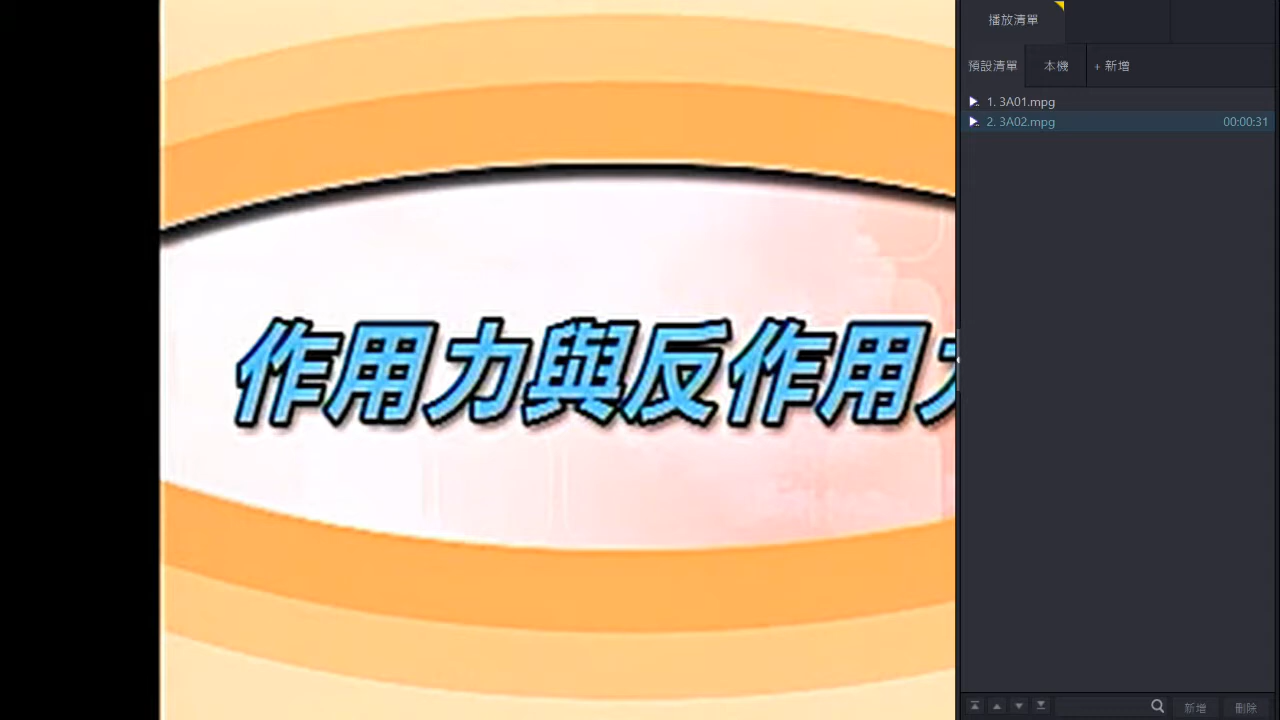 播放清單
預設清單 本機 + 新增
1. 3A01.mpg
2. 3A02.mpg 00:00:31
作用力與反作用
新增 刪除